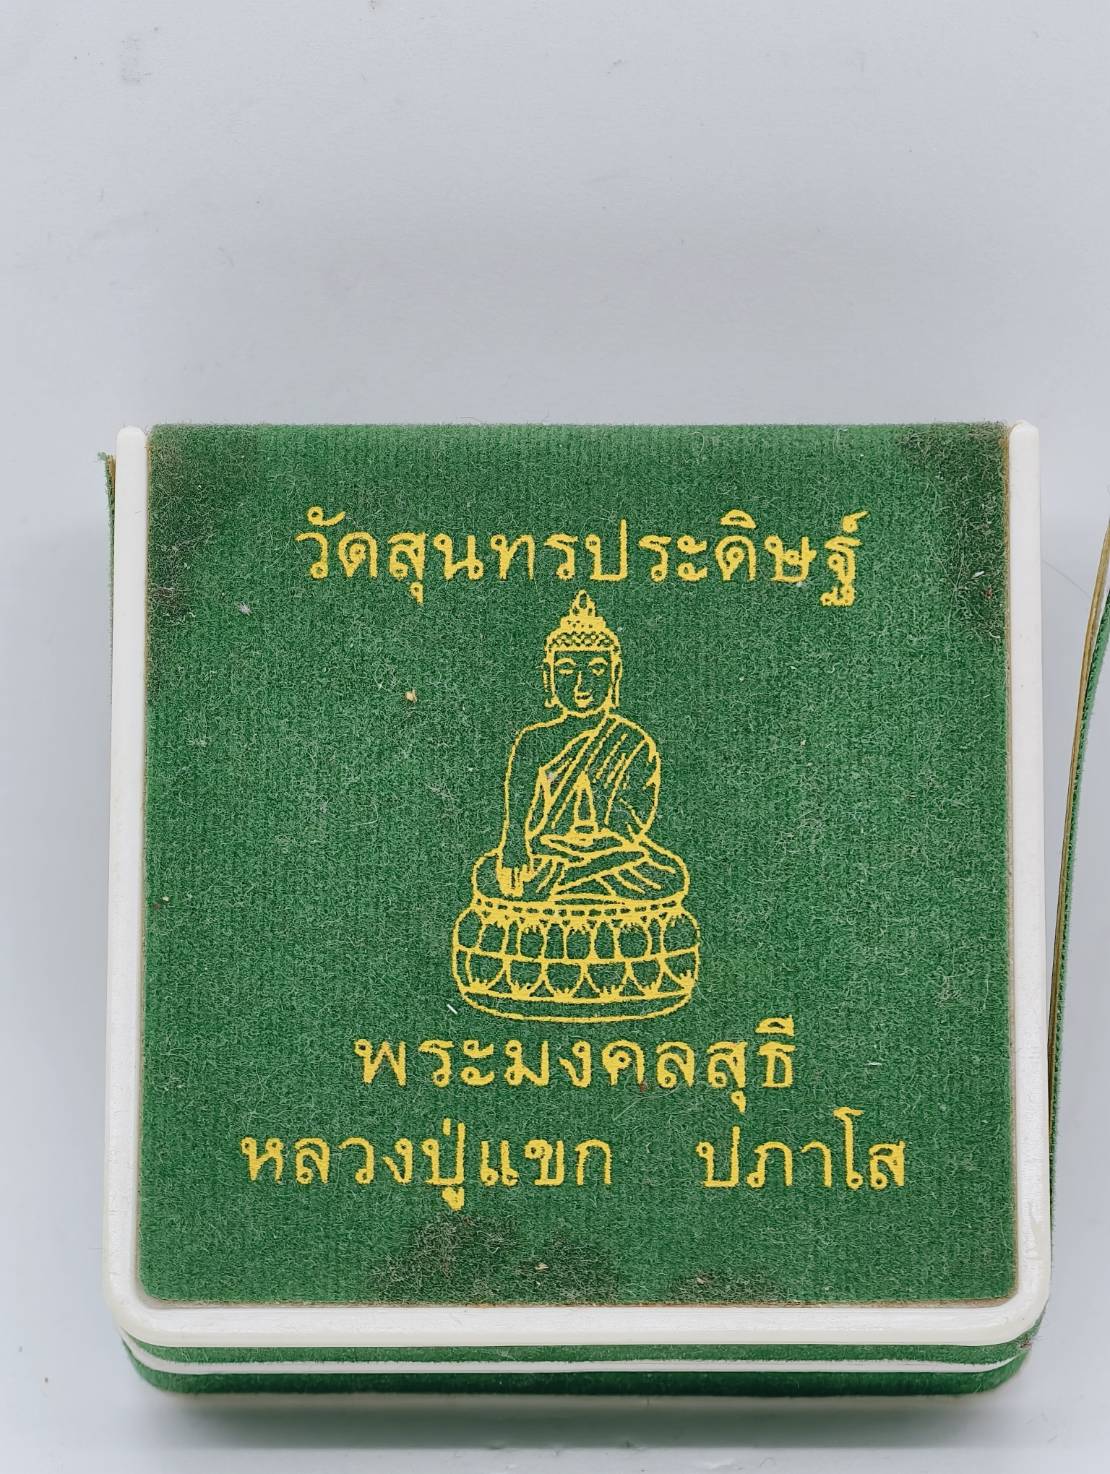 วัดสุนทรประดิษฐ์
พระมงคลสุธี
หลวงปู่แขก ปภาโส